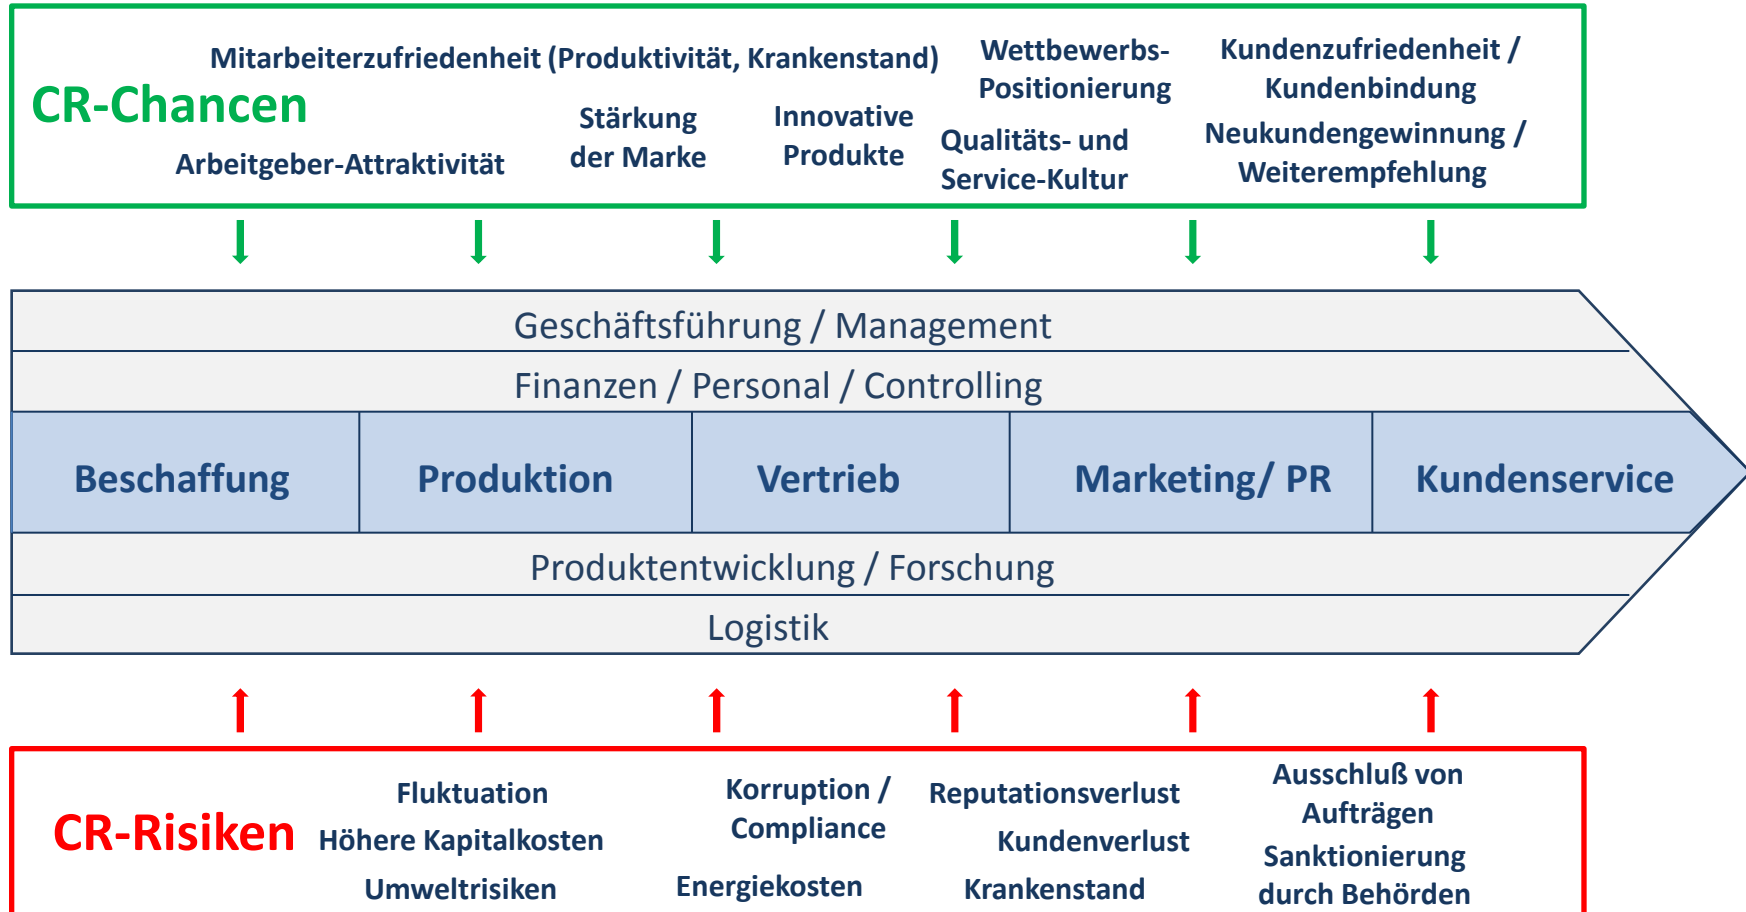 Mitarbeiterzufriedenheit (Produktivität, Krankenstand)
CR-Chancen
Arbeitgeber-Attraktivität
Stärkung
der Marke
Innovative
Produkte
Wettbewerbs-
Positionierung
Qualitäts- und
Service-Kultur
Kundenzufriedenheit /
Kundenbindung
Neukundengewinnung /
Weiterempfehlung
Geschäftsführung / Management
Finanzen / Personal / Controlling
Beschaffung
Produktion
Vertrieb
Marketing/ PR
Kundenservice
Produktentwicklung / Forschung
Logistik
CR-Risiken
Fluktuation
Höhere Kapitalkosten
Umweltrisiken
Korruption /
Compliance
Energiekosten
Reputationsverlust
Kundenverlust
Krankenstand
Ausschluß von
Aufträgen
Sanktionierung
durch Behörden